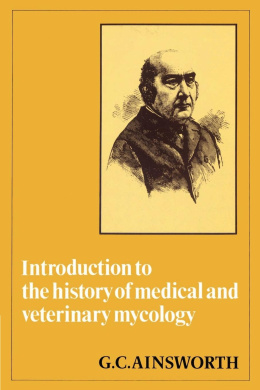 Introduction to
the history of medical and
veterinary mycology
G.C.AINSWORTH